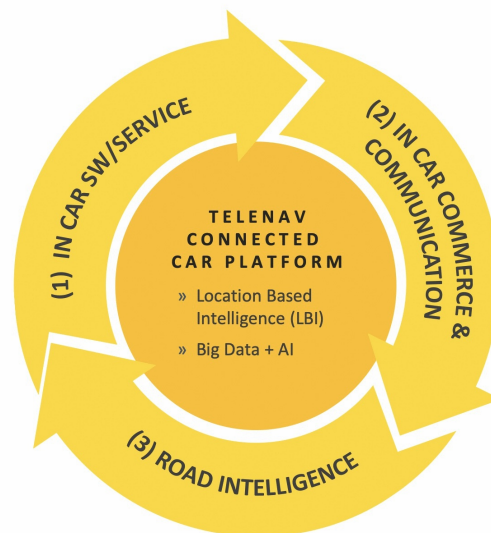 (1) IN CAR SW/SERVICE
(2) IN CAR COMMERCE &
COMMUNICATION
TELENAV
CONNECTED
CAR PLATFORM
» Location Based
Intelligence (LBI)
» Big Data + AI
(3) ROAD INTELLIGENCE